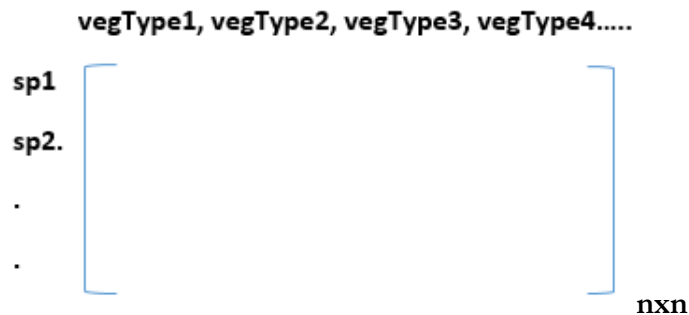 vegType1, vegType2, vegType3, vegType4.....
sp1
sp2.
.
.
nxn